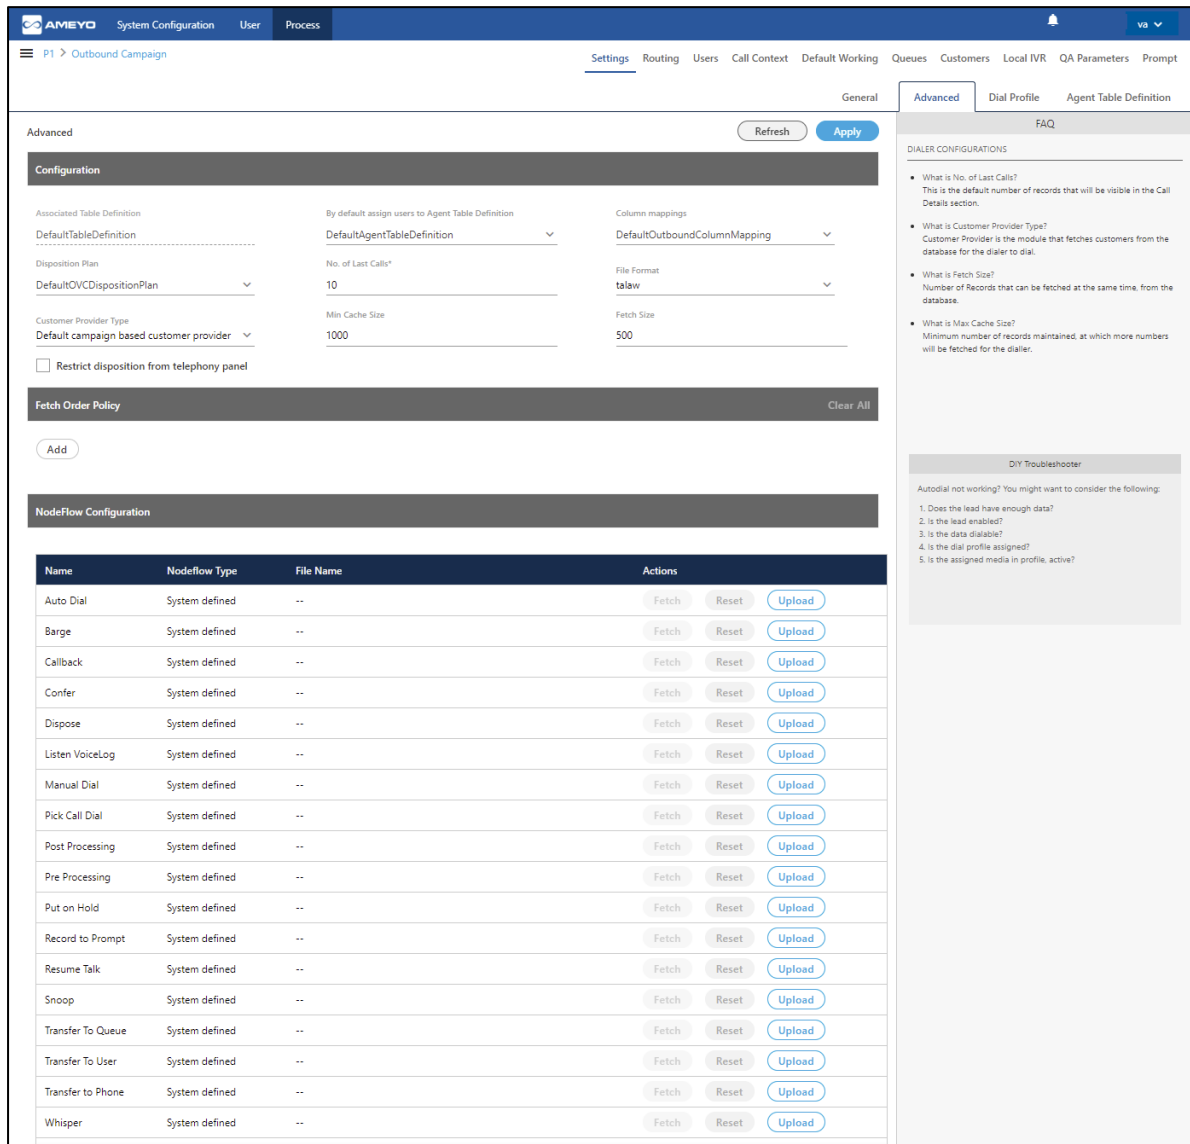 AMEYO System Configuration User Process va
P1 > Outbound Campaign
Settings Routing Users Call Context Default Working Queues Customers Local IVR QA Parameters Prompt
General Advanced Dial Profile Agent Table Definition
Advanced Refresh Apply
Configuration
Associated Table Definition By default assign users to Agent Table Definition Column mappings
DefaultTableDefinition DefaultAgentTableDefinition DefaultOutboundColumnMapping
Disposition Plan No. of Last Calls* File Format
DefaultOVCDispositionPlan 10 talaw
Customer Provider Type Min Cache Size Fetch Size
Default campaign based customer provider 1000 500
Restrict disposition from telephony panel
Fetch Order Policy Clear All
Add
NodeFlow Configuration
Name Nodeflow Type File Name Actions
Auto Dial System defined -- Fetch Reset Upload
Barge System defined -- Fetch Reset Upload
Callback System defined -- Fetch Reset Upload
Confer System defined -- Fetch Reset Upload
Dispose System defined -- Fetch Reset Upload
Listen VoiceLog System defined -- Fetch Reset Upload
Manual Dial System defined -- Fetch Reset Upload
Pick Call Dial System defined -- Fetch Reset Upload
Post Processing System defined -- Fetch Reset Upload
Pre Processing System defined -- Fetch Reset Upload
Put on Hold System defined -- Fetch Reset Upload
Record to Prompt System defined -- Fetch Reset Upload
Resume Talk System defined -- Fetch Reset Upload
Snoop System defined -- Fetch Reset Upload
Transfer To Queue System defined -- Fetch Reset Upload
Transfer To User System defined -- Fetch Reset Upload
Transfer to Phone System defined -- Fetch Reset Upload
Whisper System defined -- Fetch Reset Upload
FAQ
DIALER CONFIGURATIONS
• What is No. of Last Calls?
This is the default number of records that will be visible in the Call
Details section.
• What is Customer Provider Type?
Customer Provider is the module that fetches customers from the
database for the dialer to dial.
• What is Fetch Size?
Number of Records that can be fetched at the same time, from the
database.
• What is Max Cache Size?
Minimum number of records maintained, at which more numbers
will be fetched for the dialler.
DIY Troubleshooter
Autodial not working? You might want to consider the following:
1. Does the lead have enough data?
2. Is the lead enabled?
3. Is the data dialable?
4. Is the dial profile assigned?
5. Is the assigned media in profile, active?